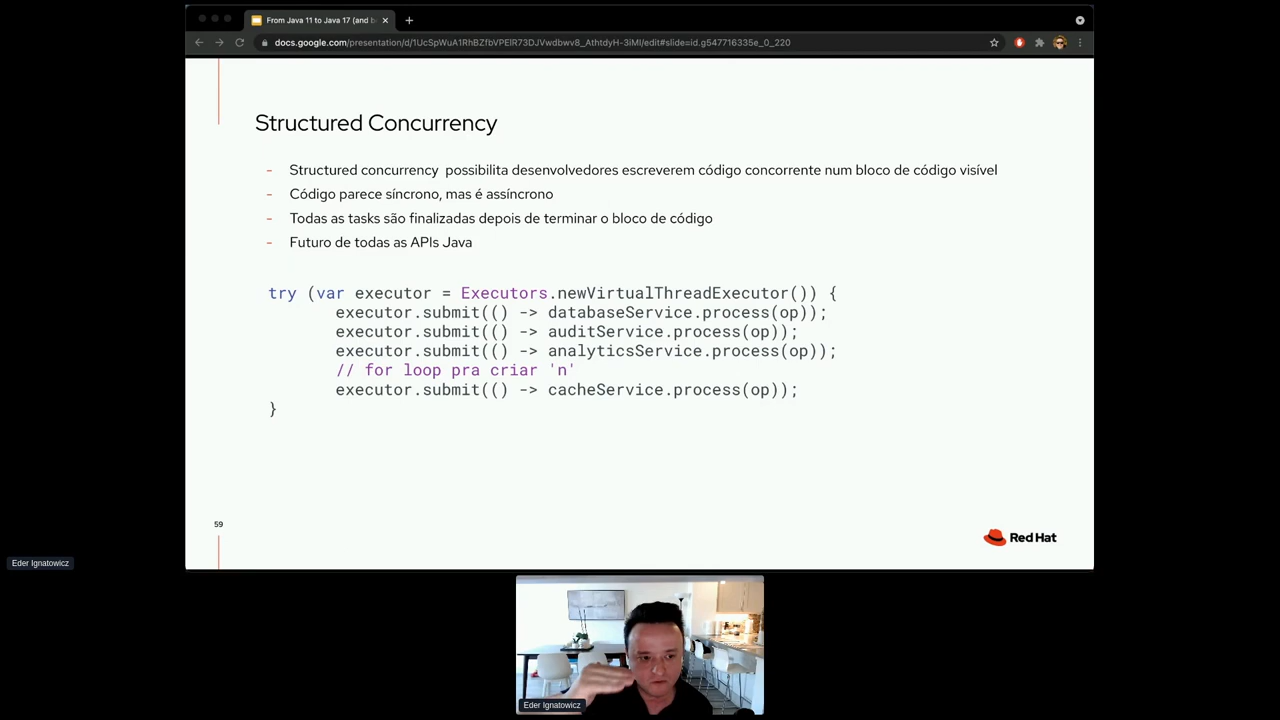 From Java 11 to Java 17 (and b
docs.google.com/presentation/d/1UcSpWuA1RhBZfbVPElR73DJVwdbwv8_AthtdyH-3iMI/edit#slide=id.g547716335e_0_220
Structured Concurrency
- Structured concurrency possibilita desenvolvedores escreverem código concorrente num bloco de código visível
- Código parece síncrono, mas é assíncrono
- Todas as tasks são finalizadas depois de terminar o bloco de código
- Futuro de todas as APIs Java
try (var executor = Executors.newVirtualThreadExecutor()) {
executor.submit(() -> databaseService.process(op));
executor.submit(() -> auditService.process(op));
executor.submit(() -> analyticsService.process(op));
// for loop pra criar 'n'
executor.submit(() -> cacheService.process(op));
}
59
Red Hat
Eder Ignatowicz
Eder Ignatowicz